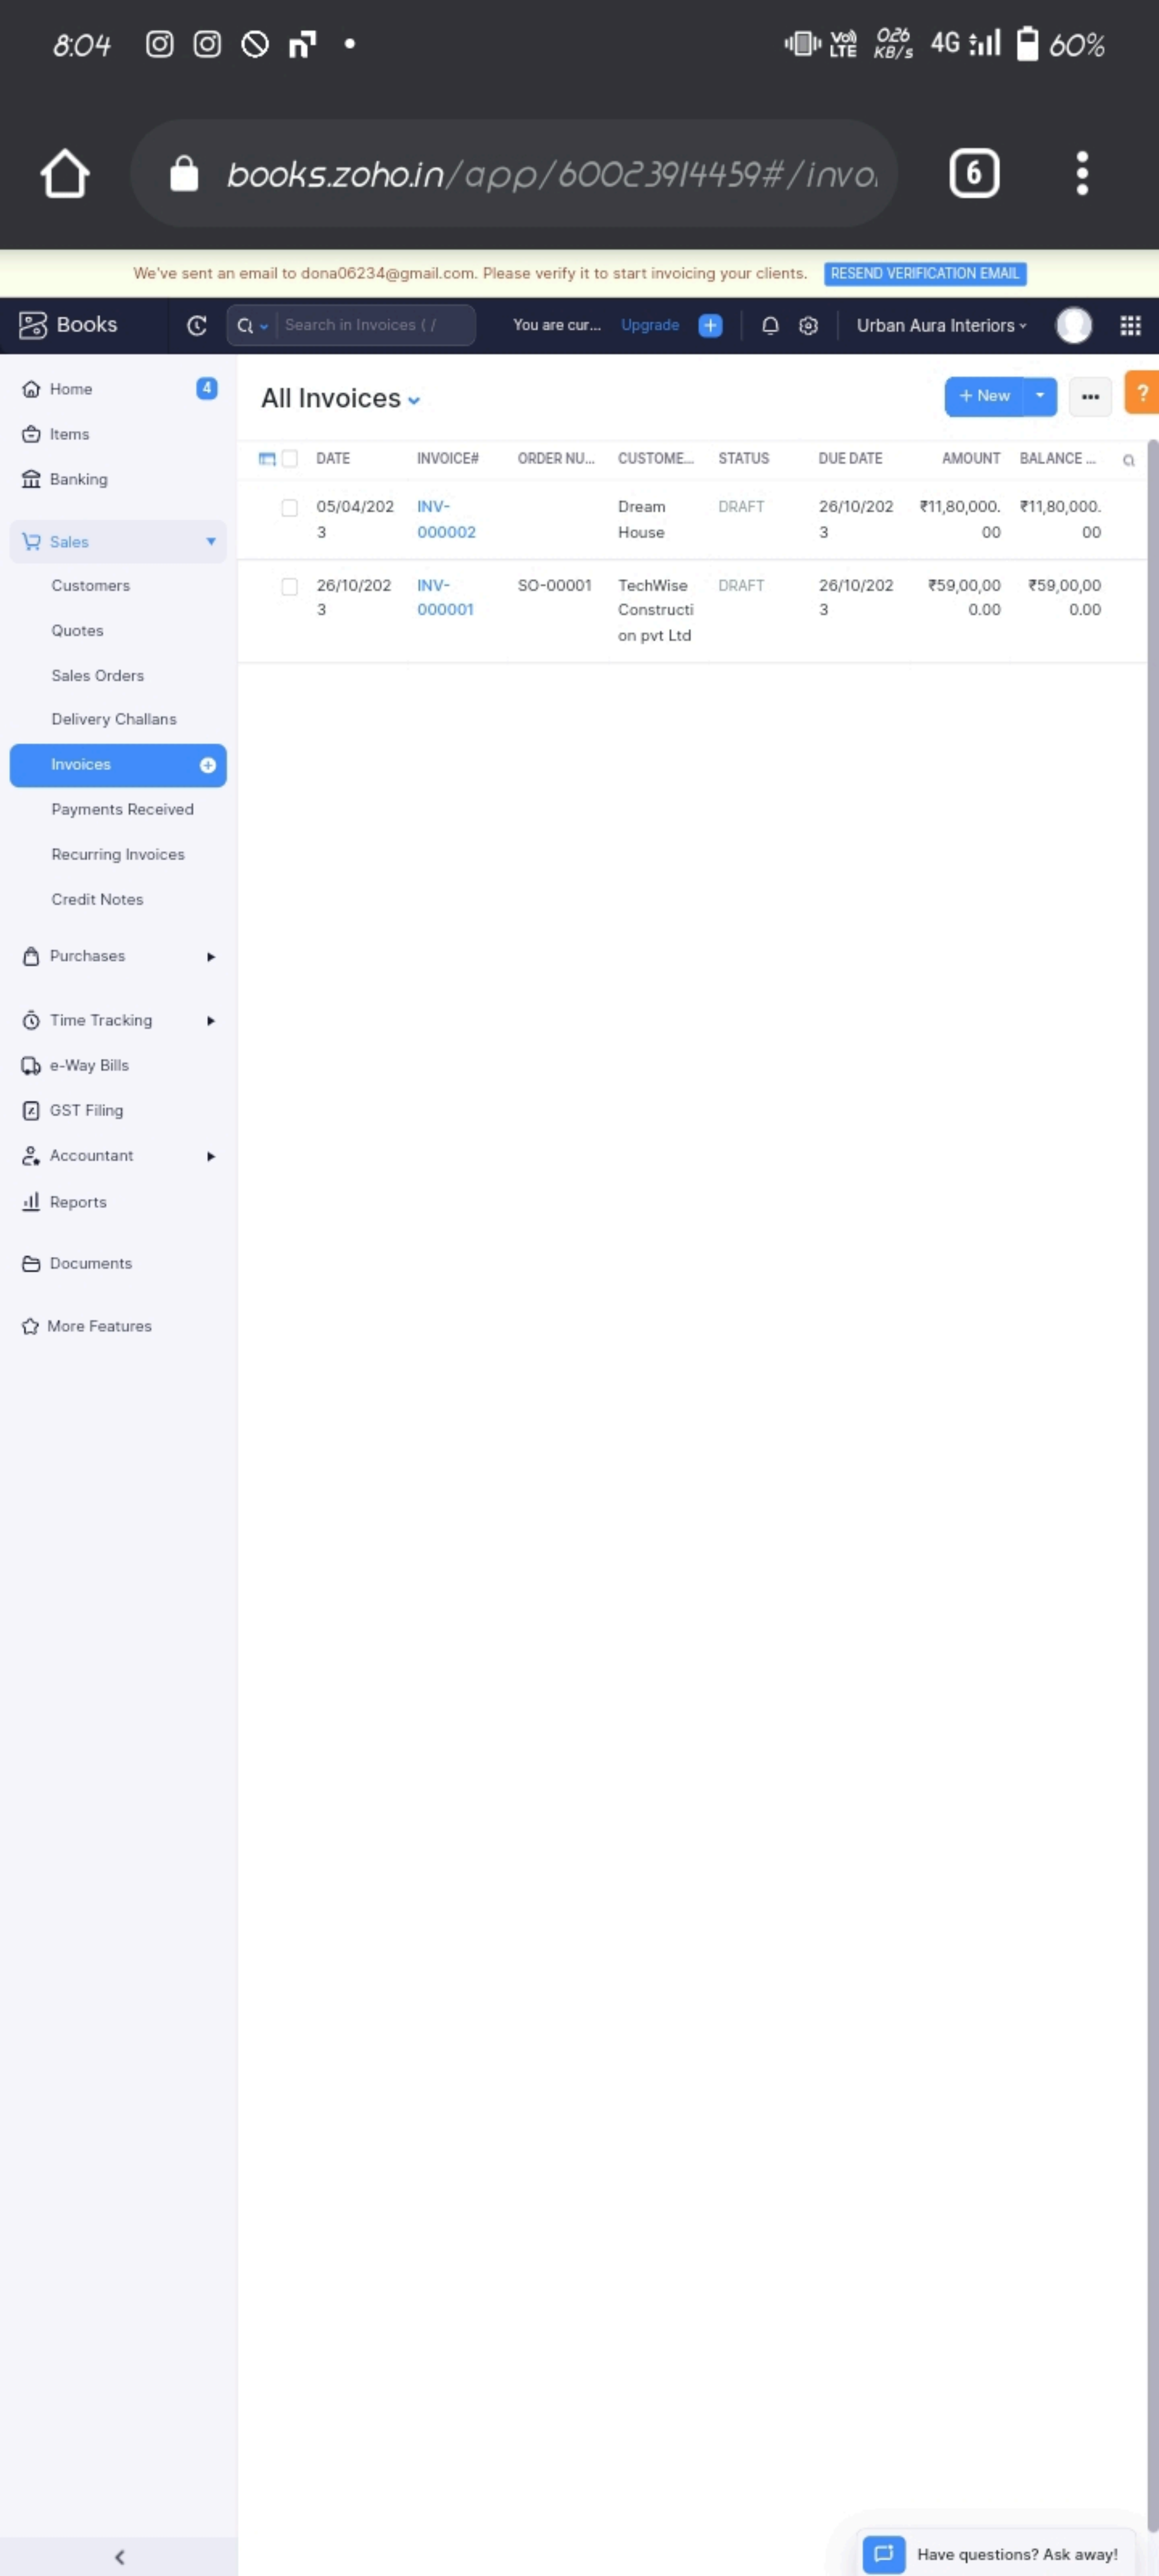 8:04
Vo) LTE
0.26 KB/s
4G
60%
books.zoho.in/app/60023914459#/invoi
6
We've sent an email to dona06234@gmail.com. Please verify it to start invoicing your clients. RESEND VERIFICATION EMAIL
Books
Search in Invoices ( /
You are cur...
Upgrade
Urban Aura Interiors
Home
4
Items
Banking
Sales
Customers
Quotes
Sales Orders
Delivery Challans
Invoices
Payments Received
Recurring Invoices
Credit Notes
Purchases
Time Tracking
e-Way Bills
GST Filing
Accountant
Reports
Documents
More Features
All Invoices
+ New
...
?
DATE INVOICE# ORDER NU... CUSTOME... STATUS DUE DATE AMOUNT BALANCE ...
05/04/202 INV- Dream DRAFT 26/10/202 ₹11,80,000. ₹11,80,000.
3 000002 House 3 00 00
26/10/202 INV- SO-00001 TechWise DRAFT 26/10/202 ₹59,00,00 ₹59,00,00
3 000001 Constructi 3 0.00 0.00
on pvt Ltd
Have questions? Ask away!